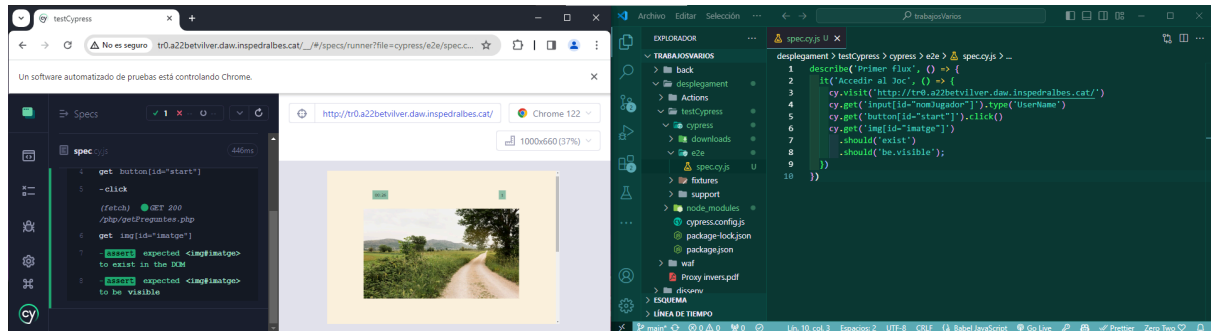 testCypress
No es seguro
tr0.a22betvilver.daw.inspedralbes.cat/__/#/specs/runner?file=cypress/e2e/spec.c...
Un software automatizado de pruebas está controlando Chrome.
Specs
1
--
spec.cy.js
446ms
4 get button[id="start"]
5 -click
(fetch) GET 200
/php/getPreguntes.php
6 get img[id="imatge"]
7 -assert expected <img#imatge>
to exist in the DOM
8 -assert expected <img#imatge>
to be visible
cy
http://tr0.a22betvilver.daw.inspedralbes.cat/
Chrome 122
1000x660 (37%)
Archivo Editar Selección ...
trabajosVarios
EXPLORADOR
...
TRABAJOSVARIOS
back
desplegament
Actions
testCypress
cypress
downloads
e2e
spec.cy.js U
fixtures
support
node_modules
cypress.config.js
package-lock.json
package.json
waf
Proxy invers.pdf
disseny
ESQUEMA
LÍNEA DE TIEMPO
spec.cy.js U
desplegament > testCypress > cypress > e2e > spec.cy.js > ...
1 describe('Primer flux', () => {
2 it('Accedir al Joc', () => {
3 cy.visit('http://tr0.a22betvilver.daw.inspedralbes.cat/')
4 cy.get('input[id="nomJugador"]').type('UserName')
5 cy.get('button[id="start"]').click()
6 cy.get('img[id="imatge"]')
7 .should('exist')
8 .should('be.visible');
9 })
10 })
main* 0 0 0 Lín. 10, col. 3 Espacios: 2 UTF-8 CRLF Babel JavaScript Go Live Prettier Zero Two